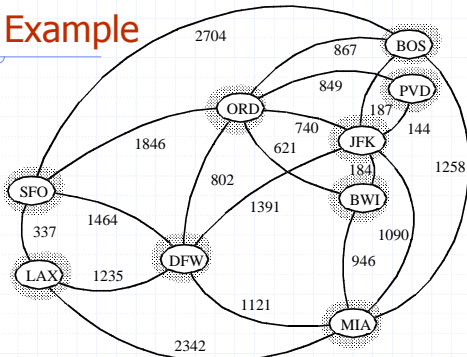 Example
2704
BOS
867
849
PVD
ORD
187
740
144
JFK
1846
621
184
1258
802
1391
SFO
BWI
1464
337
1090
DFW
946
LAX
1235
1121
MIA
2342